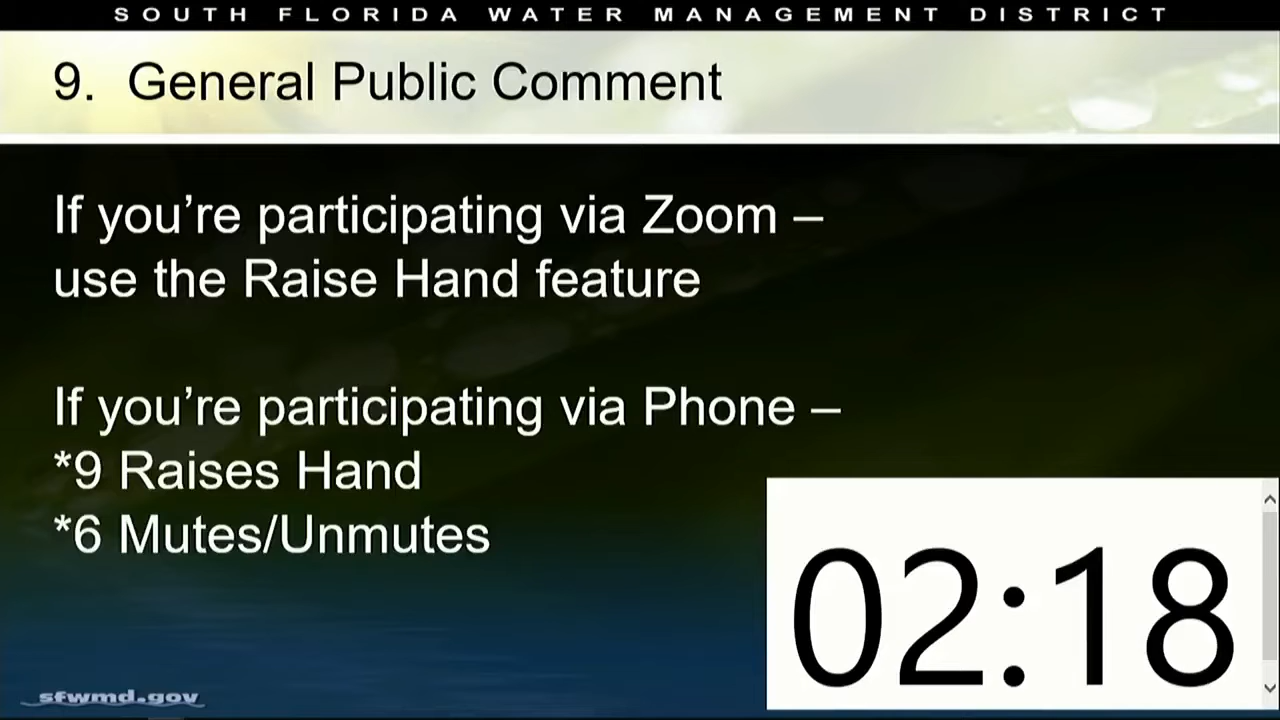 SOUTH FLORIDA WATER MANAGEMENT DISTRICT
9. General Public Comment
If you’re participating via Zoom –
use the Raise Hand feature
If you’re participating via Phone –
*9 Raises Hand
*6 Mutes/Unmutes
02:18
sfwmd.gov